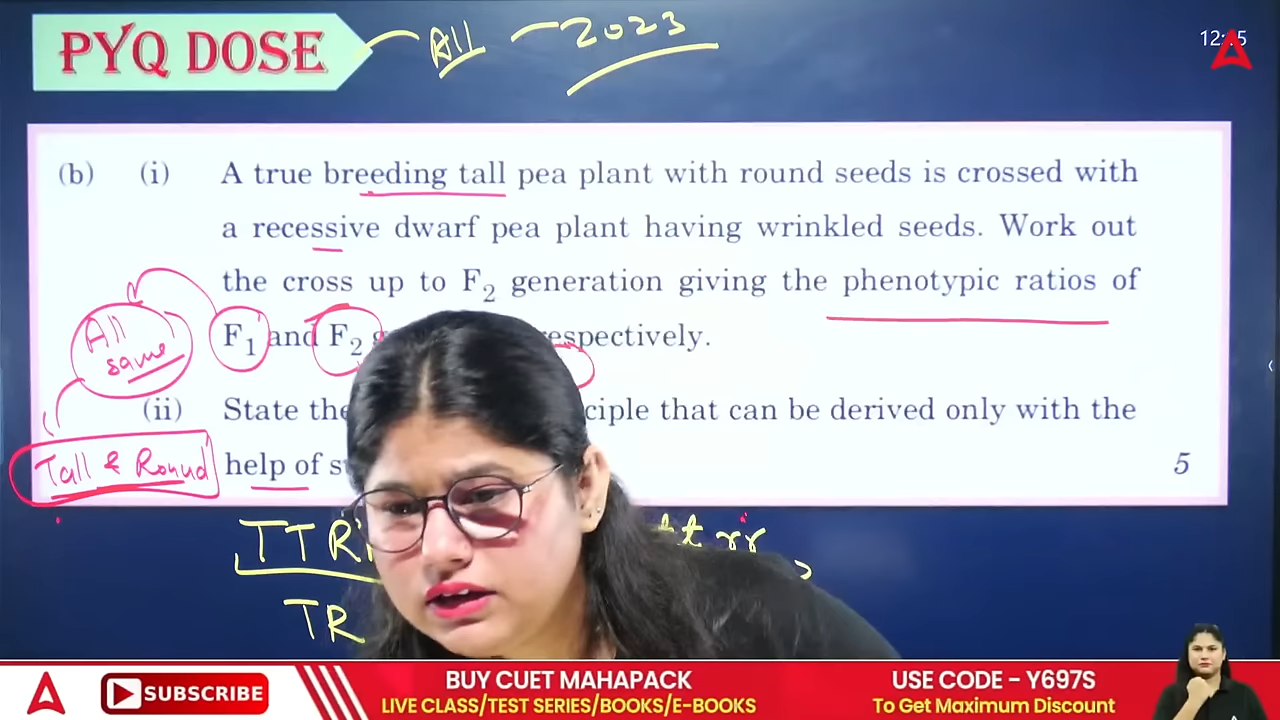 PYQ DOSE All 2023
12:
(b) (i) A true breeding tall pea plant with round seeds is crossed with
a recessive dwarf pea plant having wrinkled seeds. Work out
the cross up to F₂ generation giving the phenotypic ratios of
All same
F₁ and F₂ respectively.
(ii) State the that can be derived only with the
Tall & Round help of 5
TTR tt rr
TR
SUBSCRIBE
BUY CUET MAHAPACK
LIVE CLASS/TEST SERIES/BOOKS/E-BOOKS
USE CODE - Y697S
To Get Maximum Discount